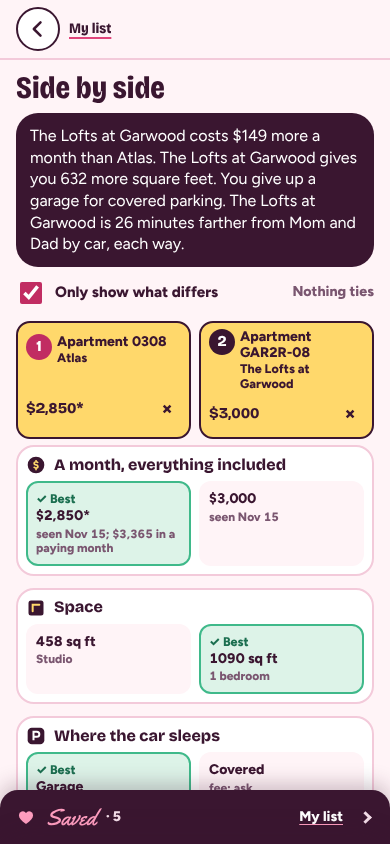 My list
Side by side
The Lofts at Garwood costs $149 more a
month than Atlas. The Lofts at Garwood gives
you 632 more square feet. You give up a
garage for covered parking. The Lofts at
Garwood is 26 minutes farther from Mom and
Dad by car, each way.
Only show what differs
Nothing ties
1
Apartment 0308
Atlas
$2,850*
×
2
Apartment
GAR2R-08
The Lofts at
Garwood
$3,000
×
$ A month, everything included
✓ Best
$2,850*
seen Nov 15; $3,365 in a
paying month
$3,000
seen Nov 15
Space
458 sq ft
Studio
✓ Best
1090 sq ft
1 bedroom
P Where the car sleeps
✓ Best
Garage
Covered
fee: ask
Saved · 5
My list